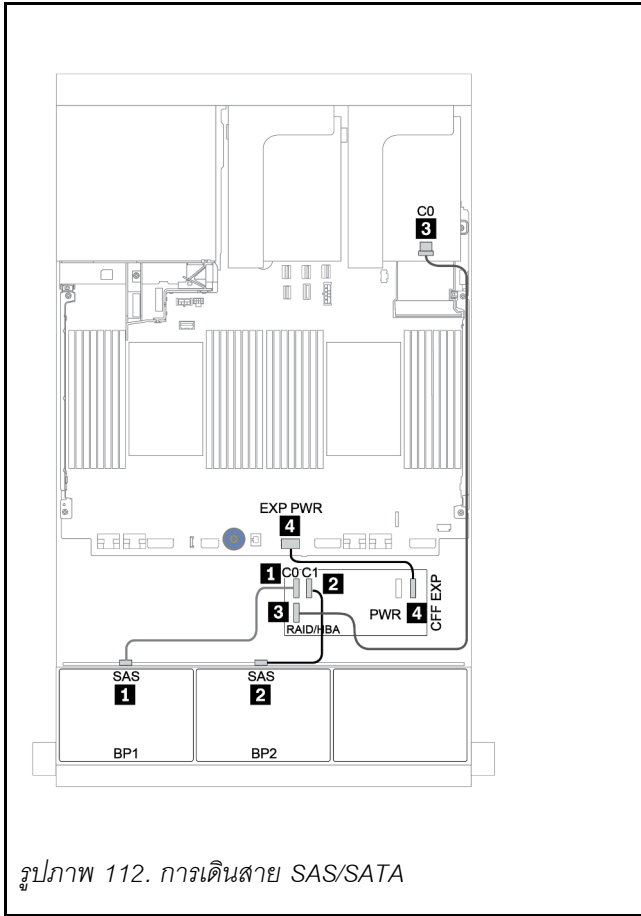 C0
3
EXP PWR
4
1 C0 C1 2
3 PWR 4
RAID/HBA
CFF EXP
SAS
1
SAS
2
BP1
BP2
รูปภาพ 112. การเดินสาย SAS/SATA